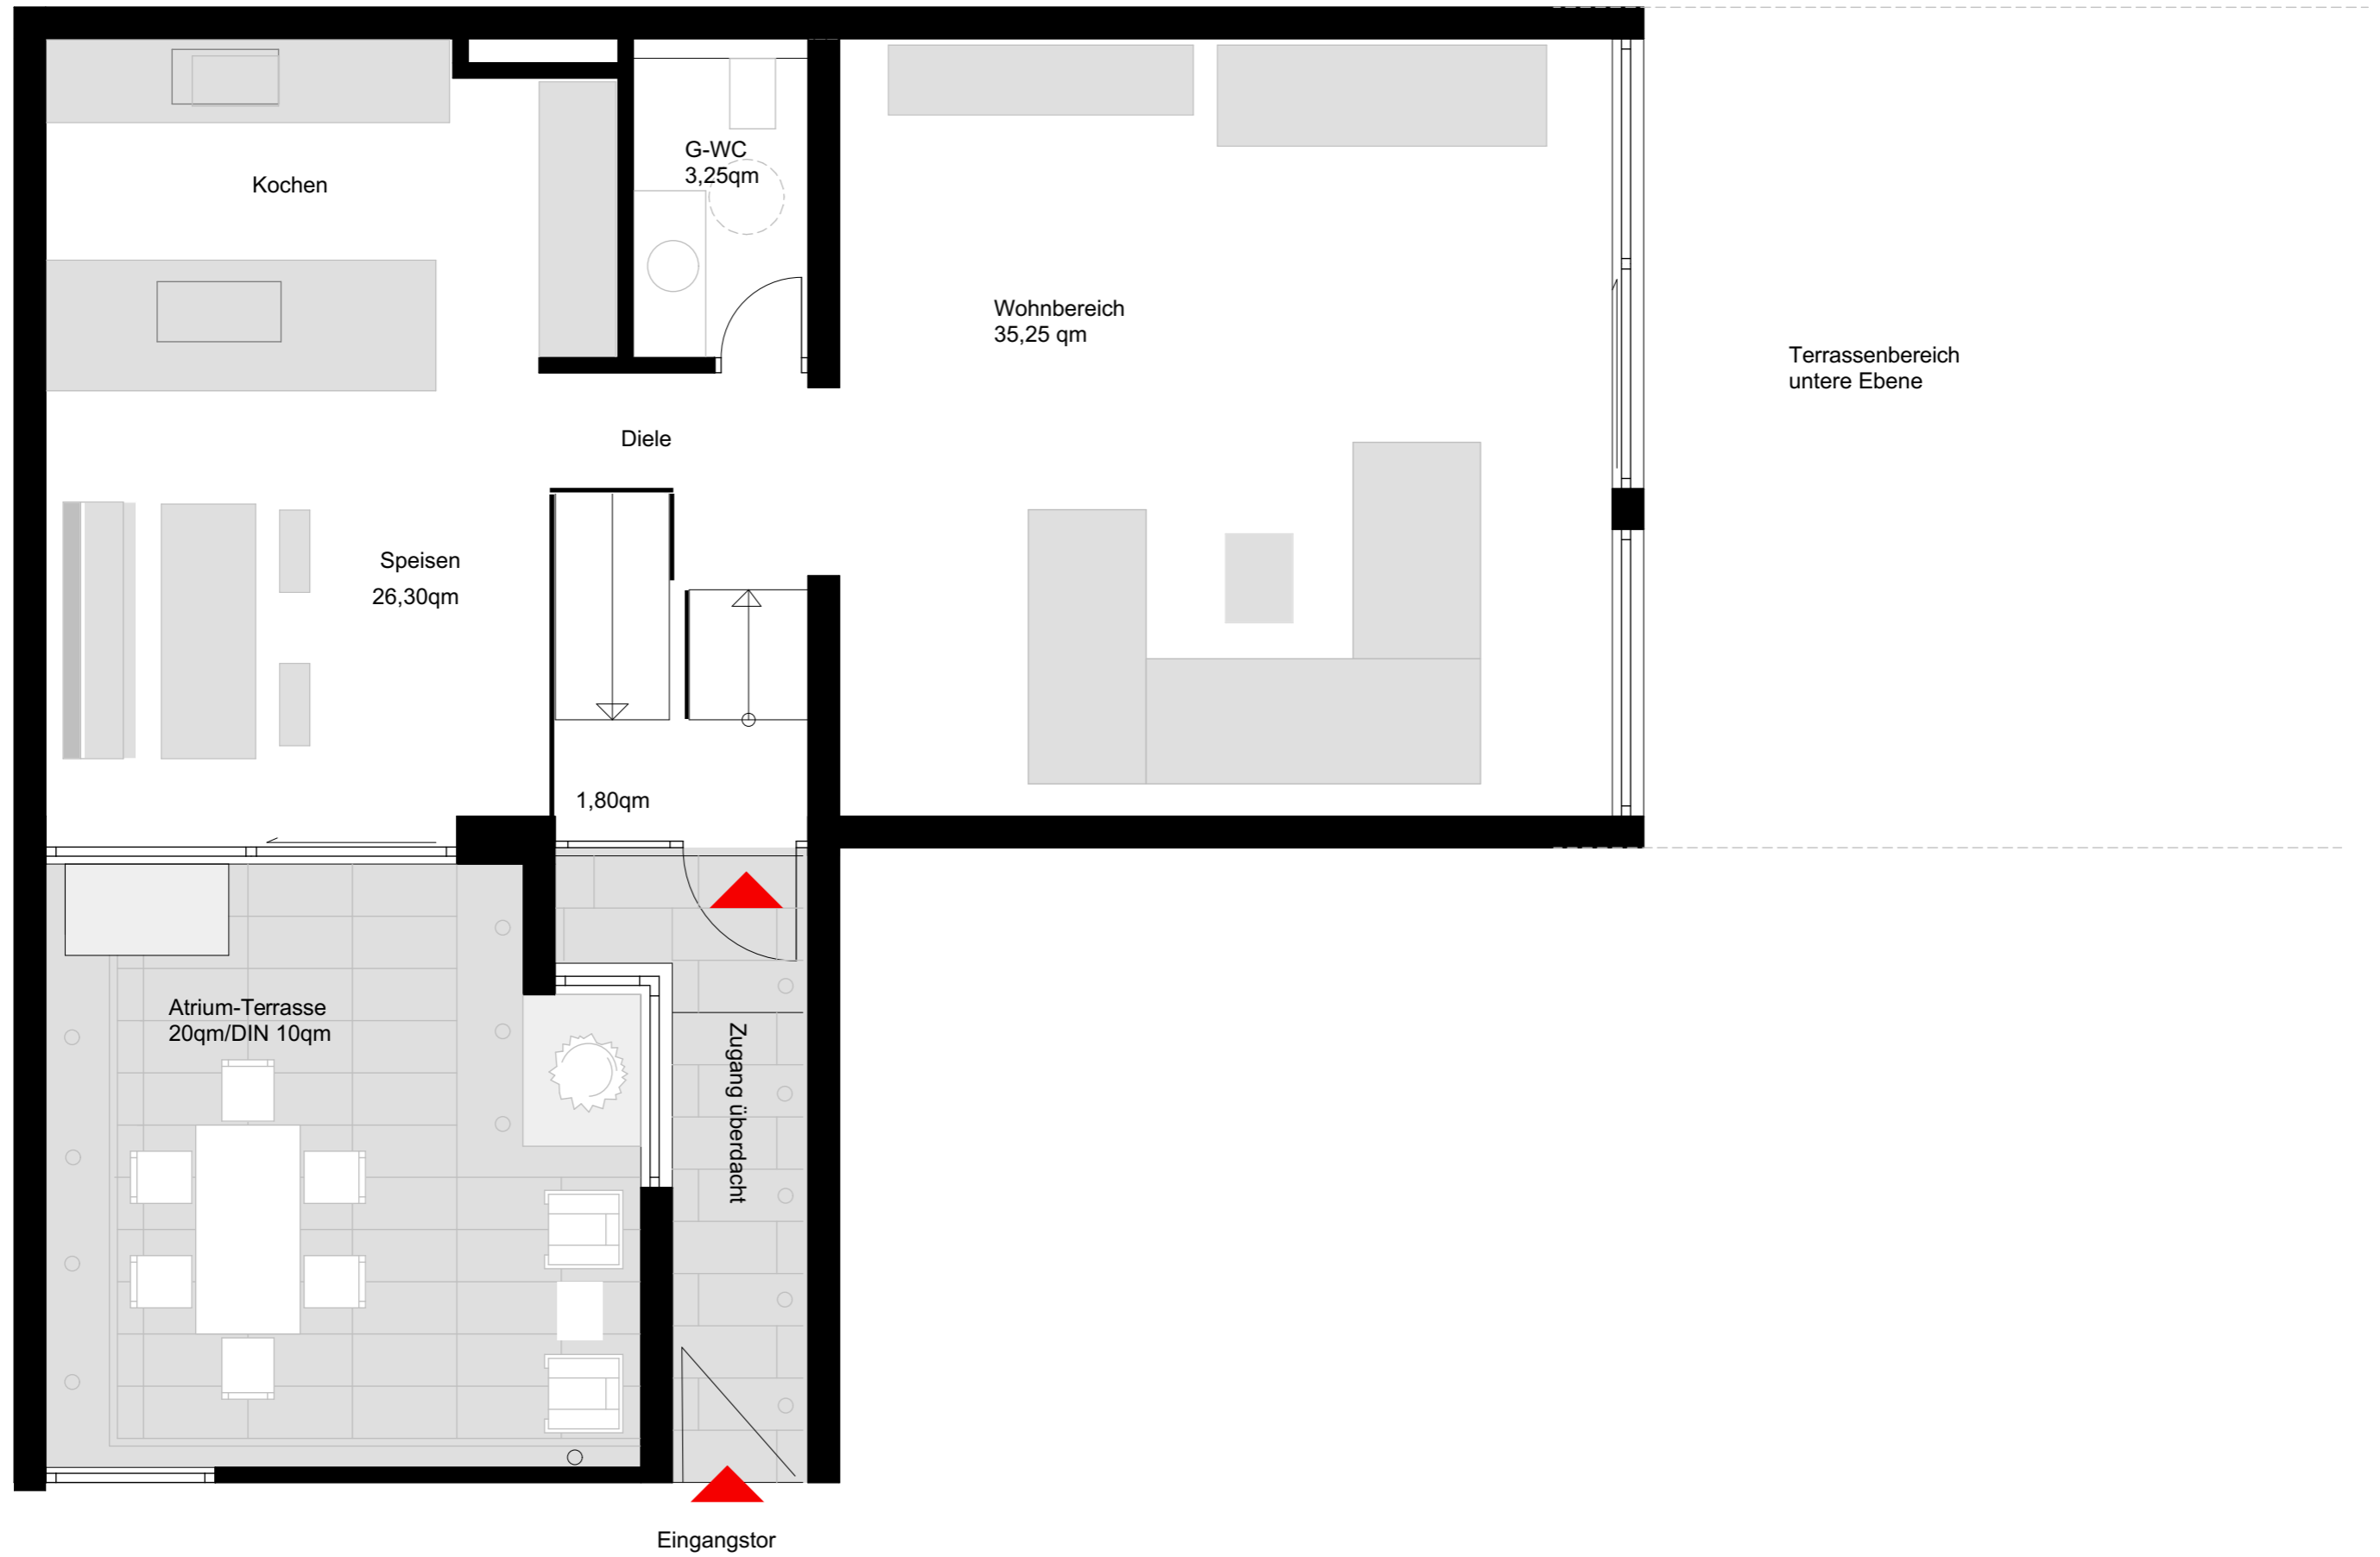 G-WC
3,25qm
Kochen
Wohnbereich
35,25 qm
Terrassenbereich
untere Ebene
Diele
Speisen
26,30qm
1,80qm
Atrium-Terrasse
20qm/DIN 10qm
Zugang überdacht
Eingangstor